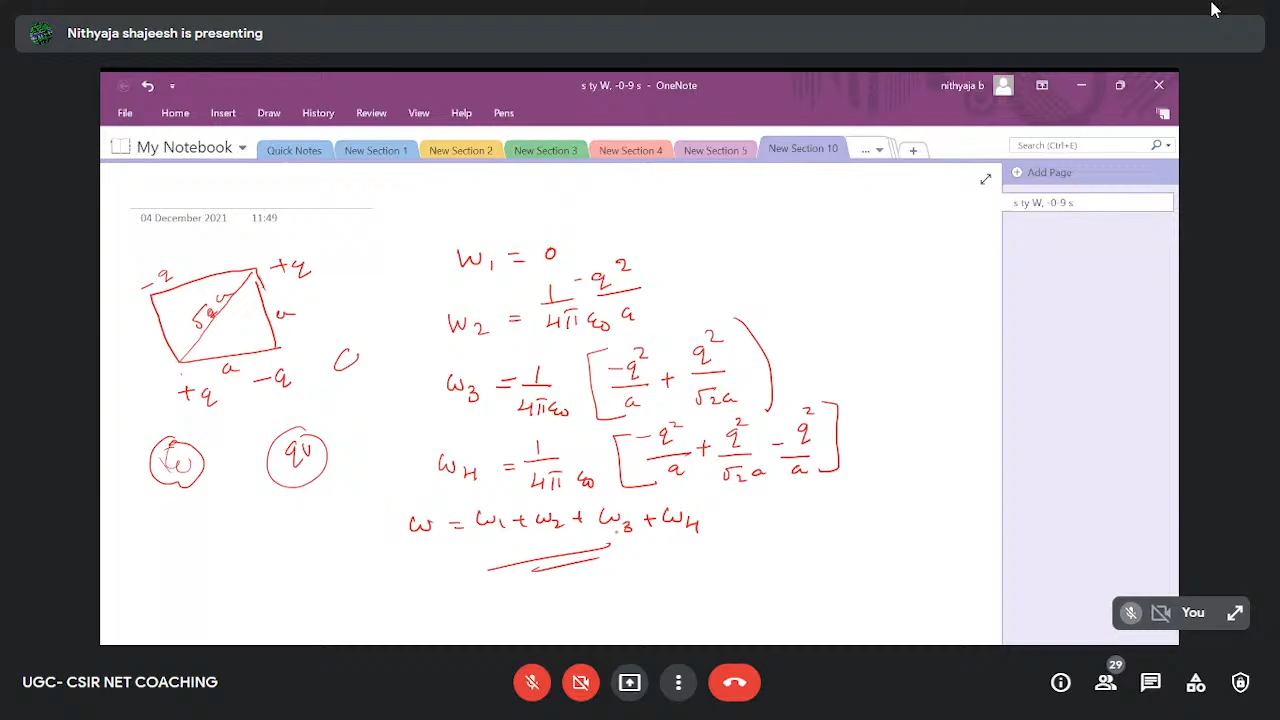 Nithyaja shajeesh is presenting
s ty W, -0-9 s - OneNote
nithyaja b
File Home Insert Draw History Review View Help Pens
My Notebook
Quick Notes New Section 1 New Section 2 New Section 3 New Section 4 New Section 5 New Section 10 ...
Search (Ctrl+E)
Add Page
s ty W, -0-9 s
04 December 2021 11:49
-q +q
√2 a a
a
+q -q
qv
W₁ = 0
W₂ = 1/4πε₀ -q²/a
W₃ = 1/4πε₀ [-q²/a + q²/√2a)
W₄ = 1/4πε₀ [-q²/a + q²/√2a - q²/a]
W = W₁ + W₂ + W₃ + W₄
You
UGC- CSIR NET COACHING
29